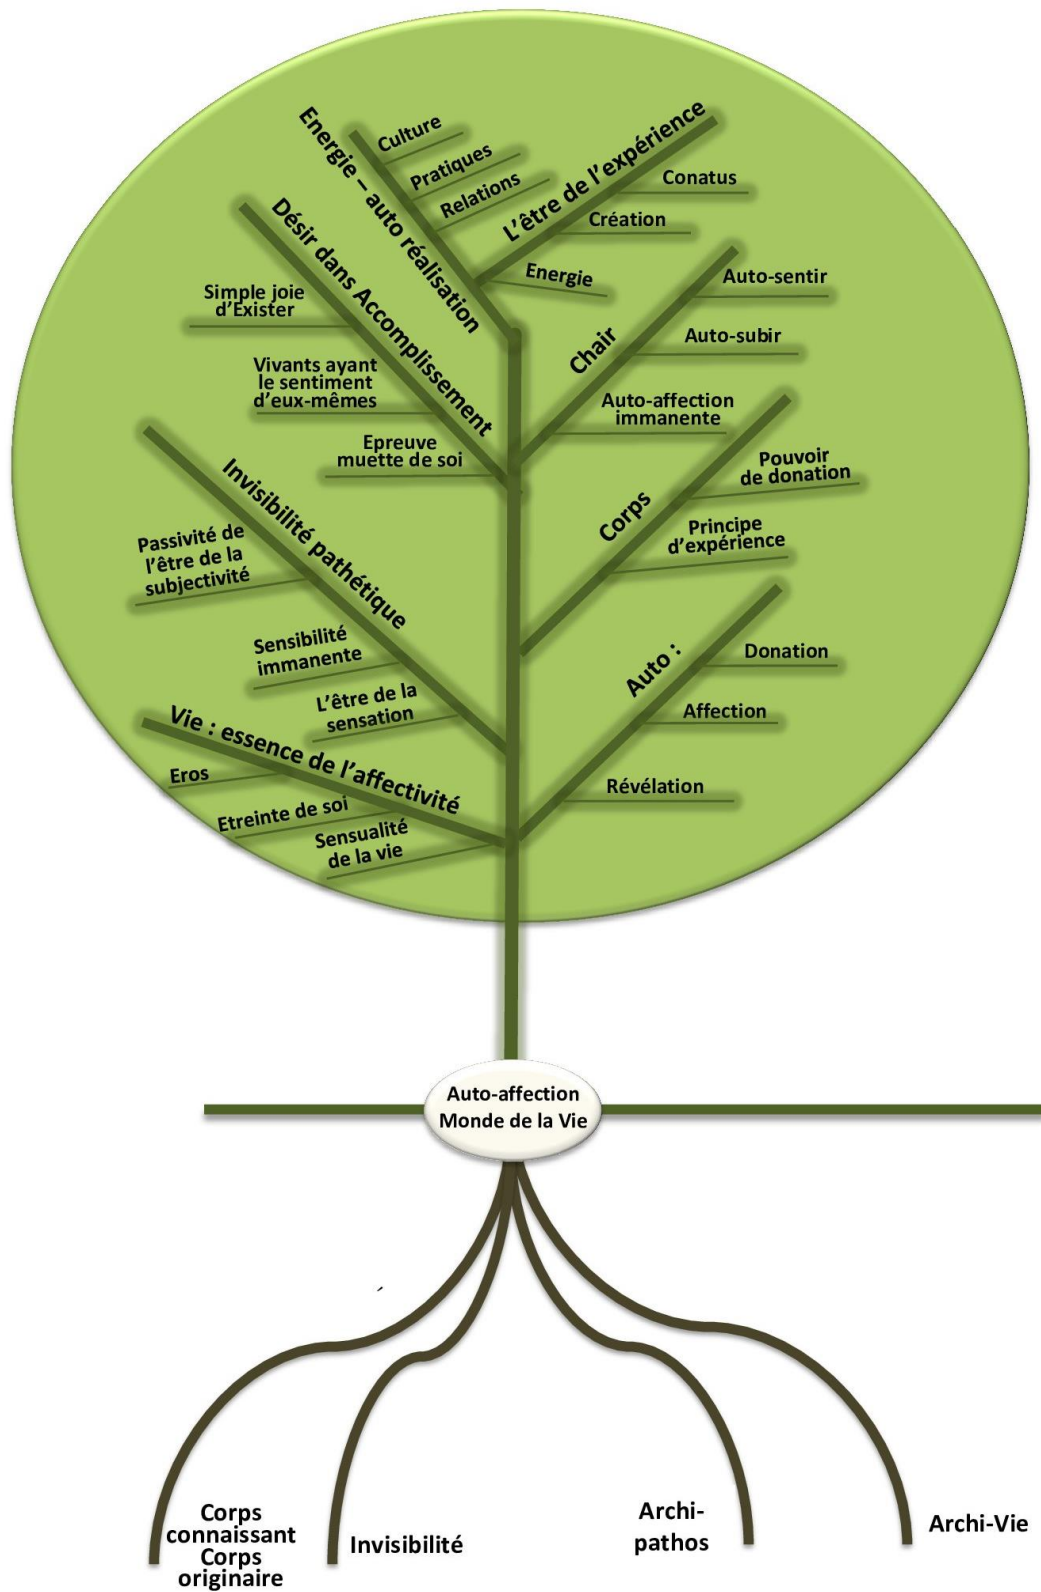 Energie – auto réalisation
Culture
Pratiques
Relations
L'être de l'expérience
Conatus
Création
Energie
Désir dans Accomplissement
Simple joie
d'Exister
Vivants ayant
le sentiment
d'eux-mêmes
Epreuve
muette de soi
Chair
Auto-sentir
Auto-subir
Auto-affection
immanente
Invisibilité pathétique
Passivité de
l'être de la
subjectivité
Sensibilité
immanente
L'être de la
sensation
Corps
Pouvoir
de donation
Principe
d'expérience
Vie : essence de l'affectivité
Eros
Etreinte de soi
Sensualité
de la vie
Auto :
Donation
Affection
Révélation
Auto-affection
Monde de la Vie
Corps
connaissant
Corps
originaire
Invisibilité
Archi-
pathos
Archi-Vie